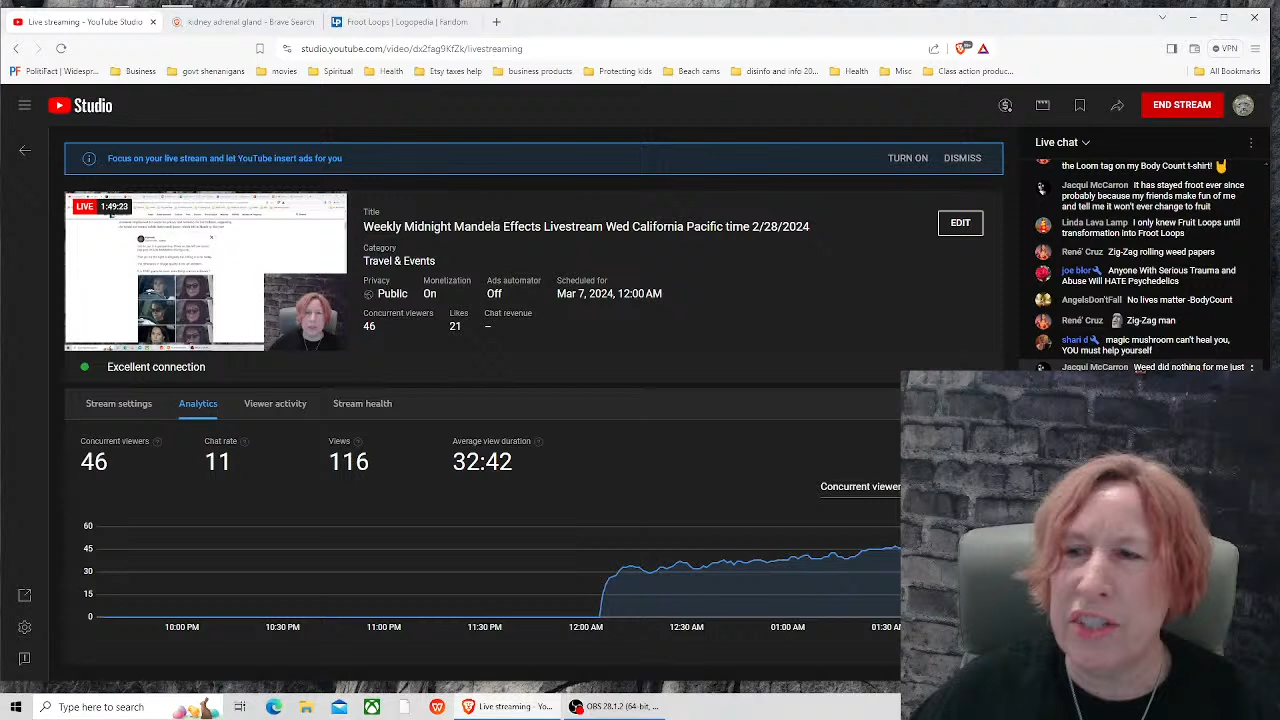 Live streaming - YouTube Studio
kidney adrenal gland - Brave Search
Froot Loops | Logopedia | Fandom
studio.youtube.com/video/dx2fag9KfZk/livestreaming
VPN
PolitiFact | Widespr...
Business
govt shenanigans
movies
Spiritual
Health
Etsy taxes help
business products
Protecting kids
Beach cams
disinfo and info 20...
Health
Misc
Class action produc...
All Bookmarks
Studio
END STREAM
Focus on your live stream and let YouTube insert ads for you
TURN ON
DISMISS
LIVE
1:49:23
Title
Weekly Midnight Mandela Effects Livestream Wed California Pacific time 2/28/2024
EDIT
Category
Travel & Events
Privacy
Monetization
Ads automator
Scheduled for
Public
On
Off
Mar 7, 2024, 12:00 AM
Concurrent viewers
Likes
Chat revenue
46
21
–
Excellent connection
Stream settings
Analytics
Viewer activity
Stream health
Concurrent viewers
Chat rate
Views
Average view duration
46
11
116
32:42
Concurrent viewer
60
45
30
15
0
10:00 PM
10:30 PM
11:00 PM
11:30 PM
12:00 AM
12:30 AM
01:00 AM
01:30 AM
Live chat
the Loom tag on my Body Count t-shirt!
Jacqui McCarron It has stayed froot ever since
probably because my friends make fun of
me and tell me it won't ever change to fruit
Linda Lava Lamp I only knew Fruit Loops until
transformation into Froot Loops
René' Cruz Zig-Zag rolling weed papers
joe blor Anyone With Serious Trauma and
Abuse Will HATE Psychedelics
AngelsDon'tFall No lives matter -BodyCount
René' Cruz Zig-Zag man
shari d magic mushroom can't heal you,
YOU must help yourself
Jacqui McCarron Weed did nothing for me just
Type here to search
Live streaming - Yo...
OBS 28.1.2 (64-bit, ...